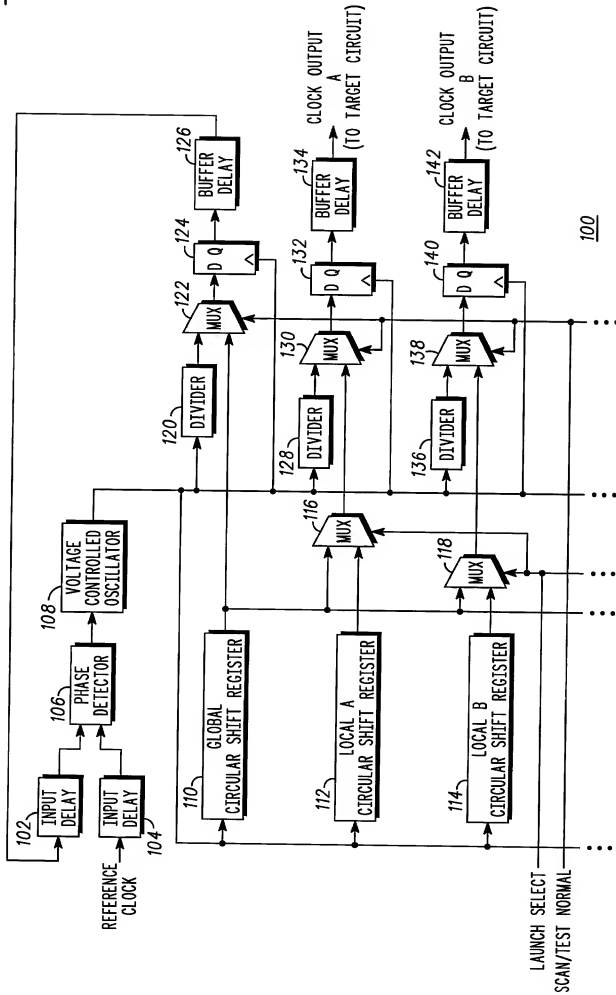 102
INPUT
DELAY
REFERENCE
CLOCK
INPUT
DELAY
104
106
PHASE
DETECTOR
108
VOLTAGE
CONTROLLED
OSCILLATOR
110
GLOBAL
CIRCULAR SHIFT REGISTER
112
LOCAL A
CIRCULAR SHIFT REGISTER
114
LOCAL B
CIRCULAR SHIFT REGISTER
116
MUX
118
MUX
120
DIVIDER
122
MUX
124
D Q
126
BUFFER
DELAY
128
DIVIDER
130
MUX
132
D Q
134
BUFFER
DELAY
CLOCK OUTPUT
A
(TO TARGET CIRCUIT)
136
DIVIDER
138
MUX
140
D Q
142
BUFFER
DELAY
CLOCK OUTPUT
B
(TO TARGET CIRCUIT)
LAUNCH SELECT
SCAN/TEST NORMAL
100